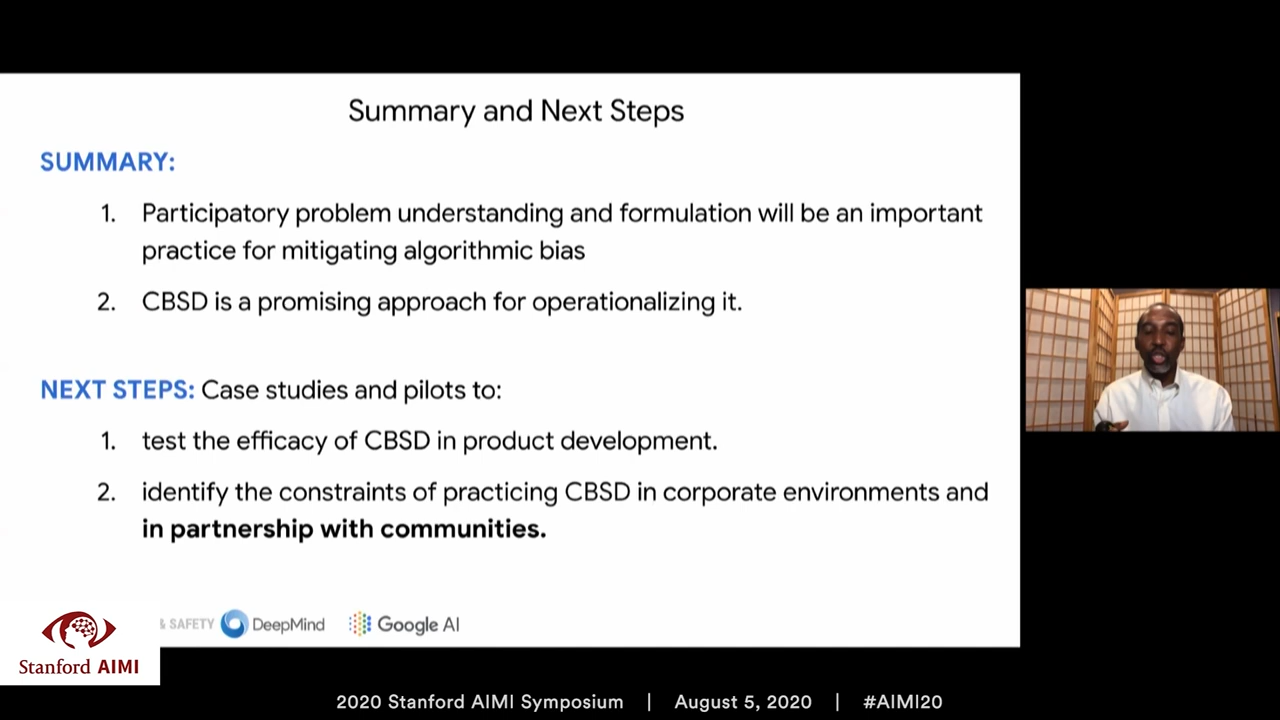 Summary and Next Steps
SUMMARY:
1. Participatory problem understanding and formulation will be an important
practice for mitigating algorithmic bias
2. CBSD is a promising approach for operationalizing it.
NEXT STEPS: Case studies and pilots to:
1. test the efficacy of CBSD in product development.
2. identify the constraints of practicing CBSD in corporate environments and
in partnership with communities.
& SAFETY DeepMind Google AI
Stanford AIMI
2020 Stanford AIMI Symposium | August 5, 2020 | #AIMI20